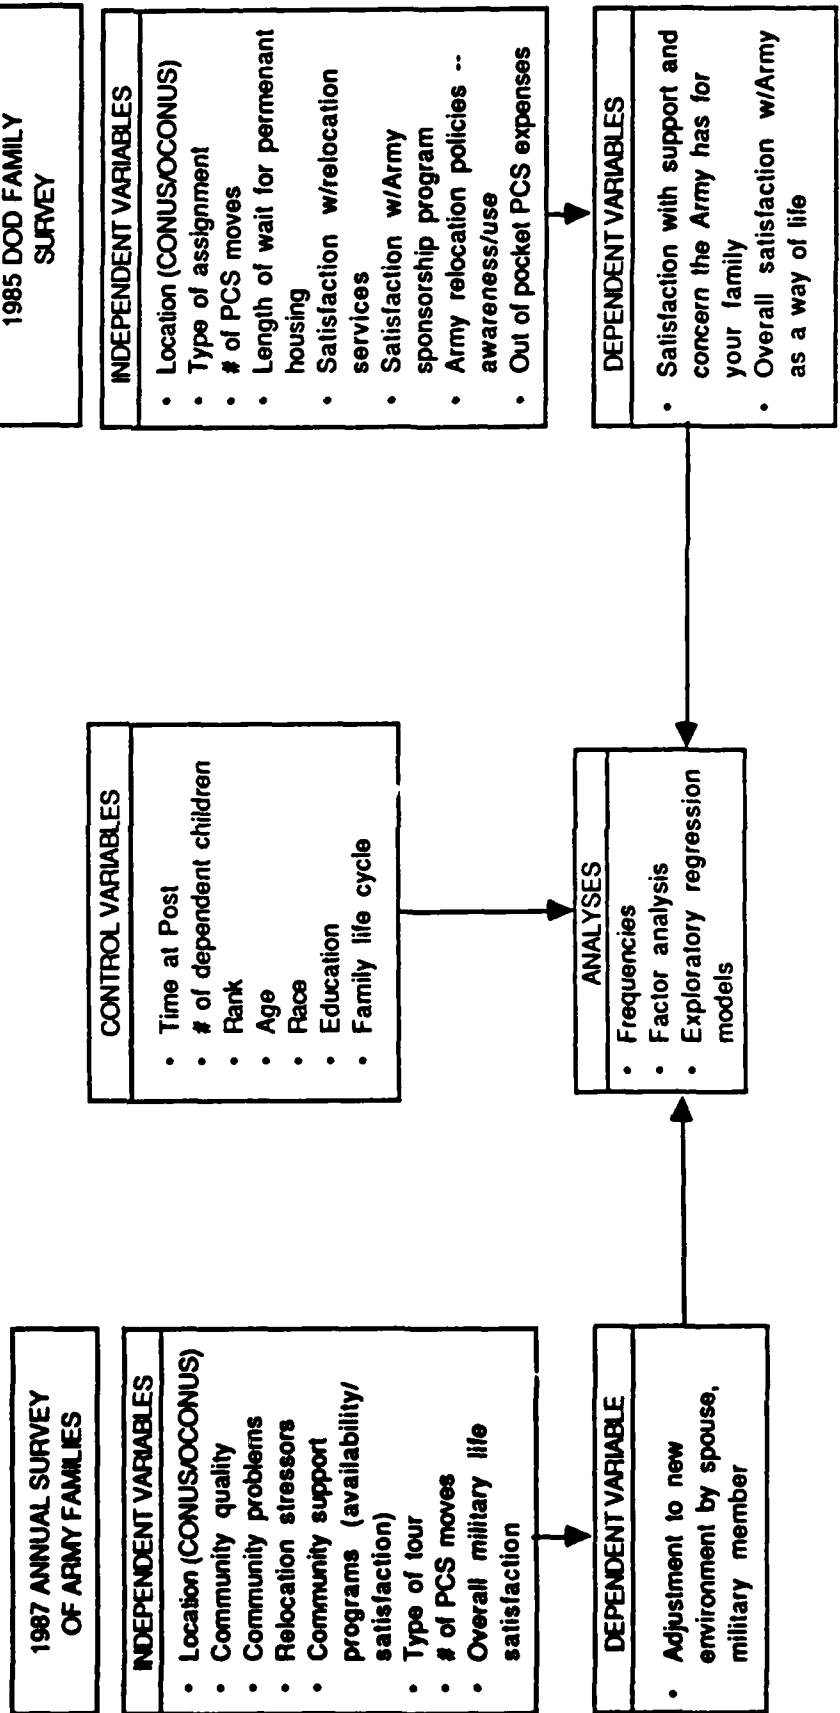 1987 ANNUAL SURVEY
OF ARMY FAMILIES
INDEPENDENT VARIABLES
• Location (CONUS/OCONUS)
• Community quality
• Community problems
• Relocation stressors
• Community support
programs (availability/
satisfaction)
• Type of tour
• # of PCS moves
• Overall military life
satisfaction
DEPENDENT VARIABLE
• Adjustment to new
environment by spouse,
military member
CONTROL VARIABLES
• Time at Post
• # of dependent children
• Rank
• Age
• Race
• Education
• Family life cycle
ANALYSES
• Frequencies
• Factor analysis
• Exploratory regression
models
1985 DOD FAMILY
SURVEY
INDEPENDENT VARIABLES
• Location (CONUS/OCONUS)
• Type of assignment
• # of PCS moves
• Length of wait for permenant
housing
• Satisfaction w/relocation
services
• Satisfaction w/Army
sponsorship program
• Army relocation policies --
awareness/use
• Out of pocket PCS expenses
DEPENDENT VARIABLES
• Satisfaction with support and
concern the Army has for
your family
• Overall satisfaction w/Army
as a way of life